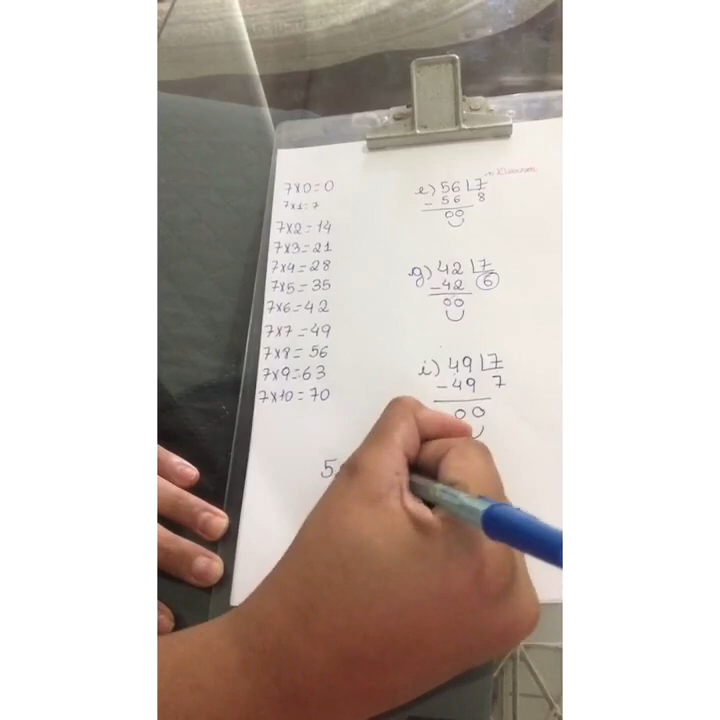 7x0=0
7x1=7
7x2=14
7x3=21
7x4=28
7x5=35
7x6=42
7x7=49
7x8=56
7x9=63
7x10=70
e) 56 7
- 56 8
00
g) 42 7
-42 6
00
i) 49 7
-49 7
00
5